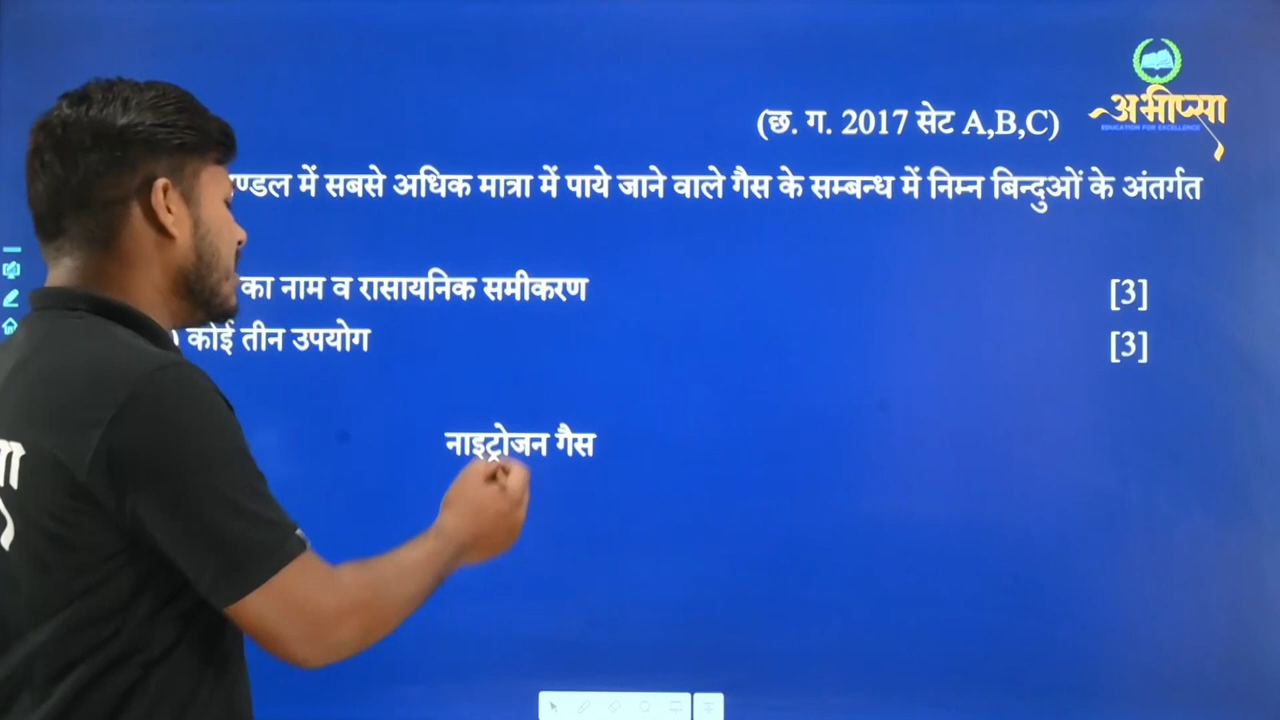 (छ. ग. 2017 सेट A,B,C)
अभीप्सा
EDUCATION FOR EXCELLENCE
में सबसे अधिक मात्रा में पाये जाने वाले गैस के सम्बन्ध में निम्न बिन्दुओं के अंतर्गत
का नाम व रासायनिक समीकरण [3]
कोई तीन उपयोग [3]
नाइट्रोजन गैस